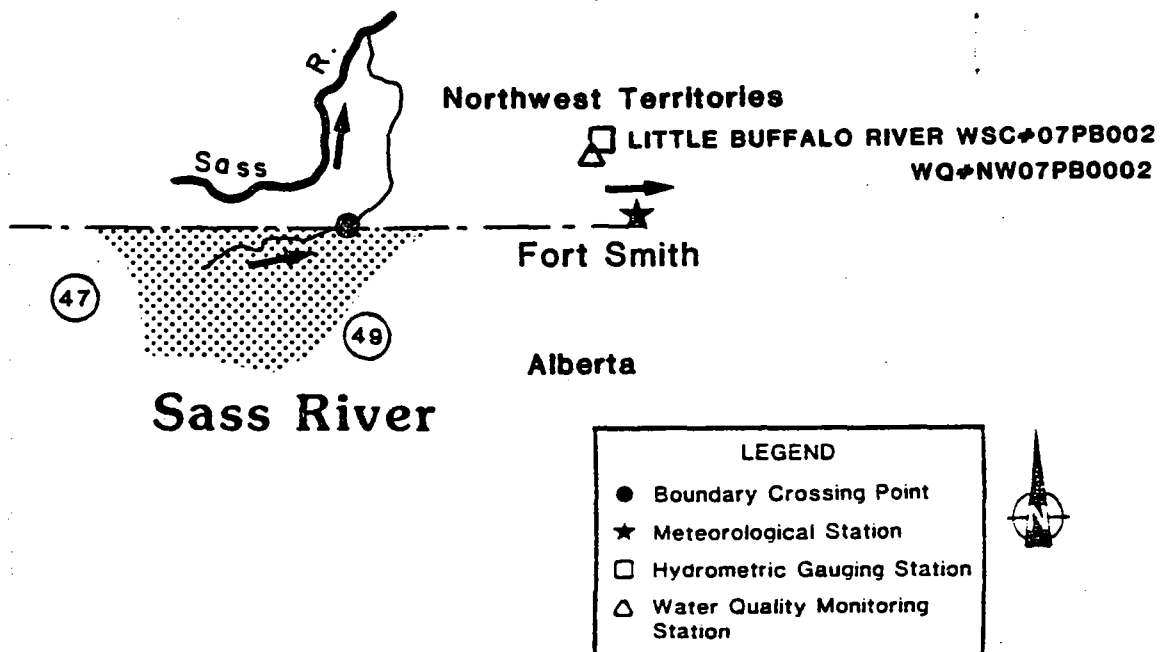 R.
Northwest Territories
LITTLE BUFFALO RIVER WSC#07PB002
WQ#NW07PB0002
Sass
Fort Smith
47
49
Alberta
Sass River
LEGEND
Boundary Crossing Point
Meteorological Station
Hydrometric Gauging Station
Water Quality Monitoring
Station
N